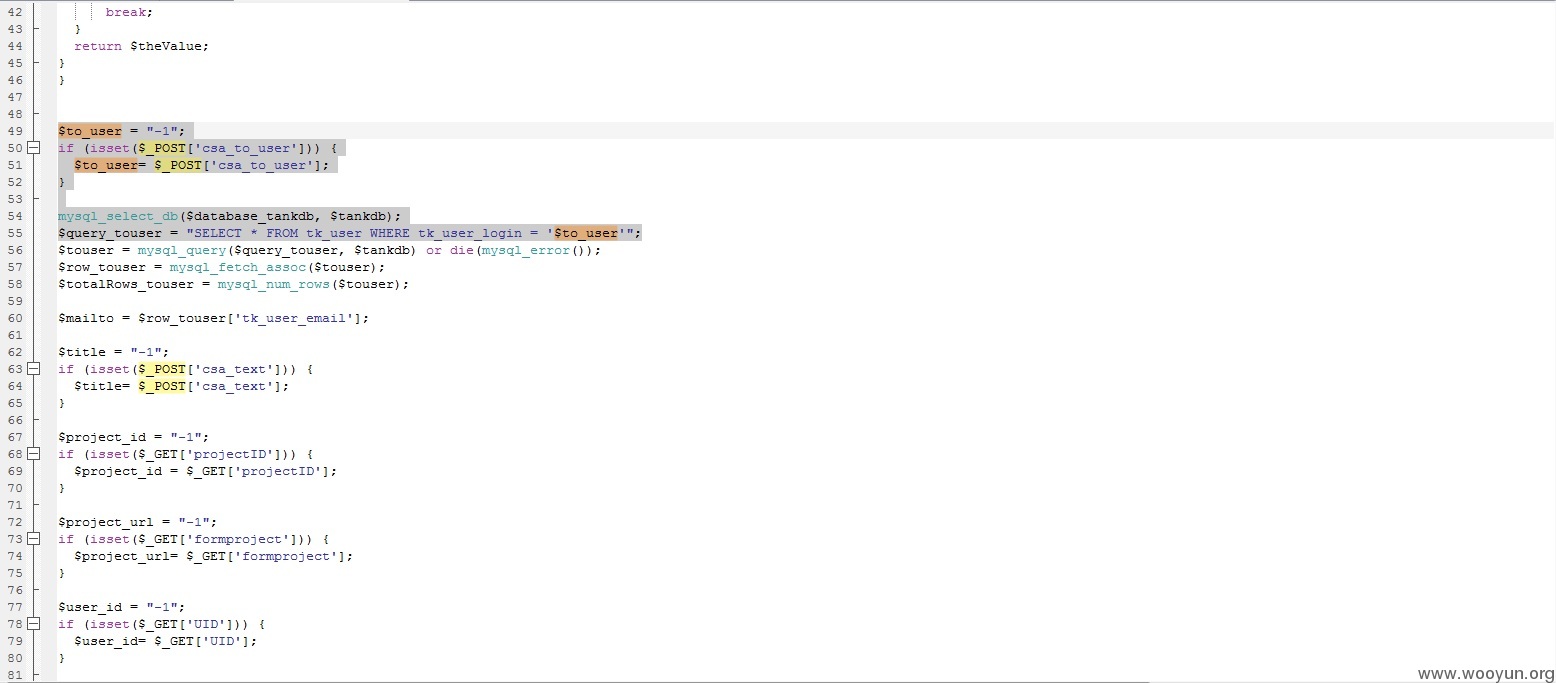 42 break;
43 }
44 return $theValue;
45 }
46 }
47
48
49 $to_user = "-1";
50 if (isset($_POST['csa_to_user'])) {
51 $to_user= $_POST['csa_to_user'];
52 }
53
54 mysql_select_db($database_tankdb, $tankdb);
55 $query_touser = "SELECT * FROM tk_user WHERE tk_user_login = '$to_user'";
56 $touser = mysql_query($query_touser, $tankdb) or die(mysql_error());
57 $row_touser = mysql_fetch_assoc($touser);
58 $totalRows_touser = mysql_num_rows($touser);
59
60 $mailto = $row_touser['tk_user_email'];
61
62 $title = "-1";
63 if (isset($_POST['csa_text'])) {
64 $title= $_POST['csa_text'];
65 }
66
67 $project_id = "-1";
68 if (isset($_GET['projectID'])) {
69 $project_id = $_GET['projectID'];
70 }
71
72 $project_url = "-1";
73 if (isset($_GET['formproject'])) {
74 $project_url= $_GET['formproject'];
75 }
76
77 $user_id = "-1";
78 if (isset($_GET['UID'])) {
79 $user_id= $_GET['UID'];
80 }
81
www.wooyun.org